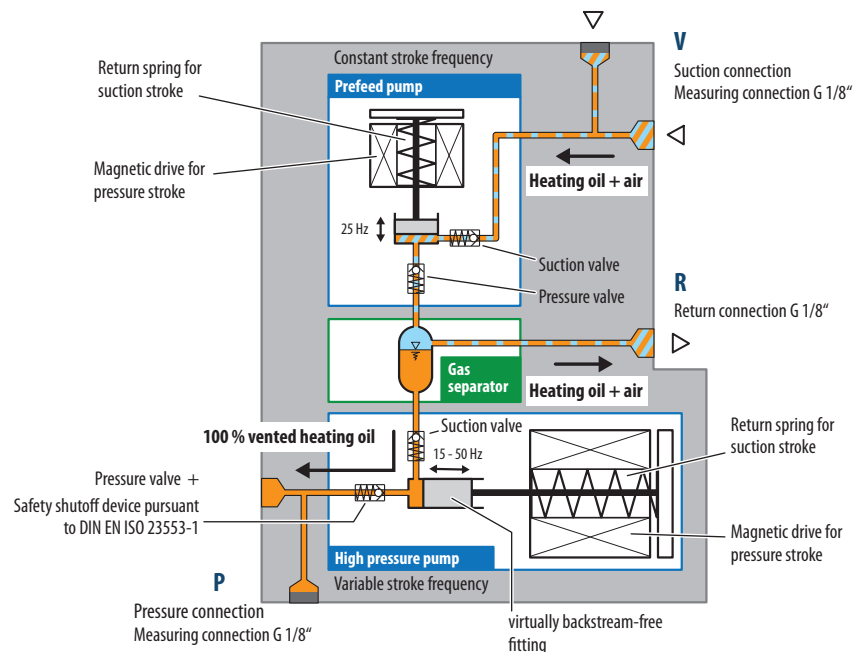 V
Constant stroke frequency
Return spring for
suction stroke
Prefeed pump
Suction connection
Measuring connection G 1/8“
Magnetic drive for
pressure stroke
Heating oil + air
25 Hz
Suction valve
Pressure valve
R
Return connection G 1/8“
Gas
separator
Heating oil + air
Suction valve
100 % vented heating oil
15 - 50 Hz
Return spring for
suction stroke
Pressure valve +
Safety shutoff device pursuant
to DIN EN ISO 23553-1
Magnetic drive for
pressure stroke
High pressure pump
P
Variable stroke frequency
Pressure connection
Measuring connection G 1/8“
virtually backstream-free
fitting